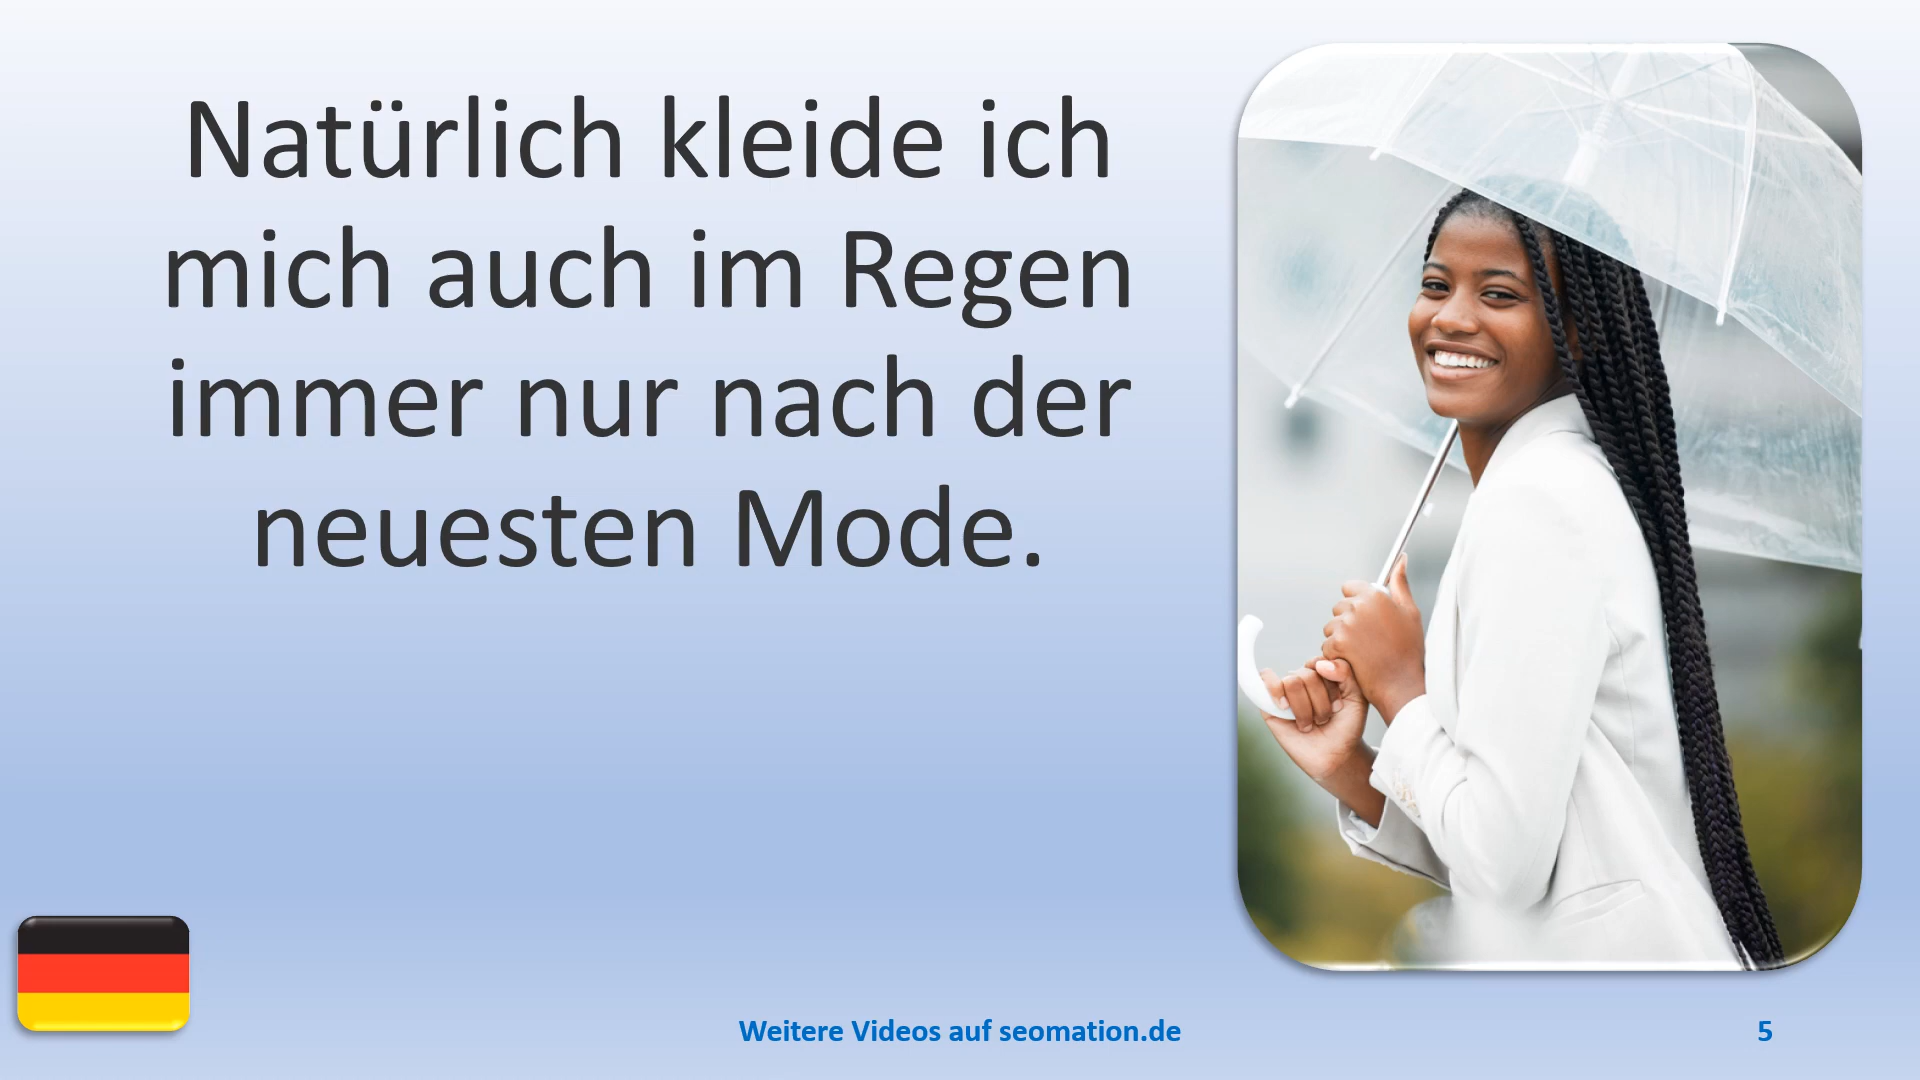 Natürlich kleide ich
mich auch im Regen
immer nur nach der
neuesten Mode.
Weitere Videos auf seomation.de
5